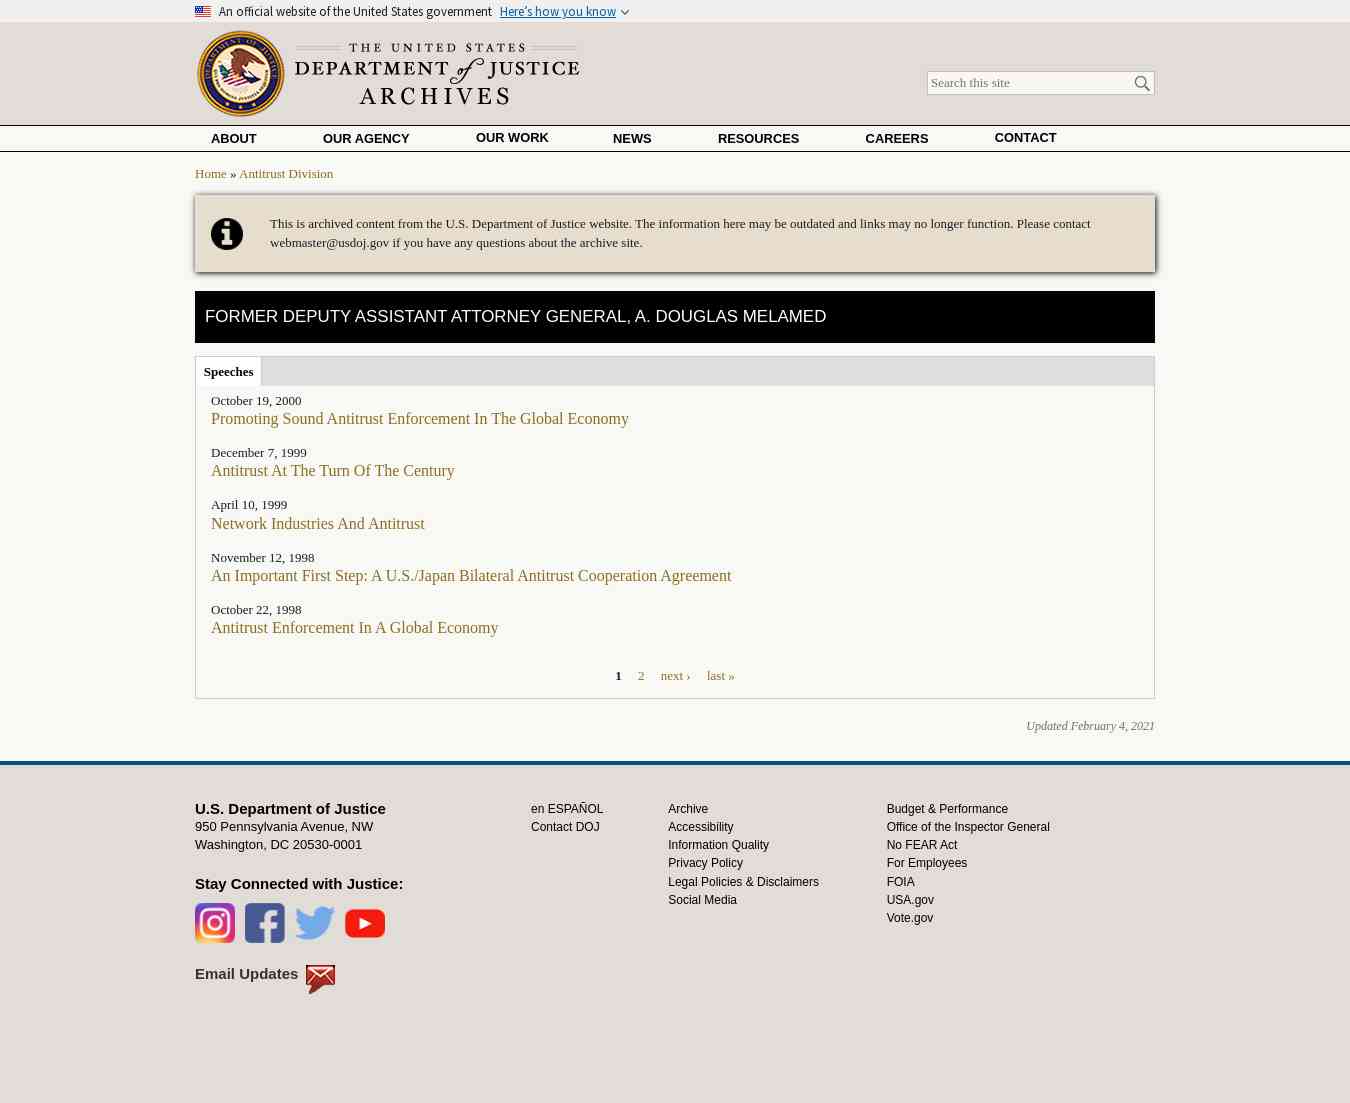 An official website of the United States government Here's how you know
THE UNITED STATES
DEPARTMENT of JUSTICE
ARCHIVES
Search this site
ABOUT OUR AGENCY OUR WORK NEWS RESOURCES CAREERS CONTACT
Home » Antitrust Division
This is archived content from the U.S. Department of Justice website. The information here may be outdated and links may no longer function. Please contact
webmaster@usdoj.gov if you have any questions about the archive site.
FORMER DEPUTY ASSISTANT ATTORNEY GENERAL, A. DOUGLAS MELAMED
Speeches
October 19, 2000
Promoting Sound Antitrust Enforcement In The Global Economy
December 7, 1999
Antitrust At The Turn Of The Century
April 10, 1999
Network Industries And Antitrust
November 12, 1998
An Important First Step: A U.S./Japan Bilateral Antitrust Cooperation Agreement
October 22, 1998
Antitrust Enforcement In A Global Economy
1 2 next › last »
Updated February 4, 2021
U.S. Department of Justice
950 Pennsylvania Avenue, NW
Washington, DC 20530-0001
Stay Connected with Justice:
Email Updates
en ESPAÑOL
Contact DOJ
Archive
Accessibility
Information Quality
Privacy Policy
Legal Policies & Disclaimers
Social Media
Budget & Performance
Office of the Inspector General
No FEAR Act
For Employees
FOIA
USA.gov
Vote.gov